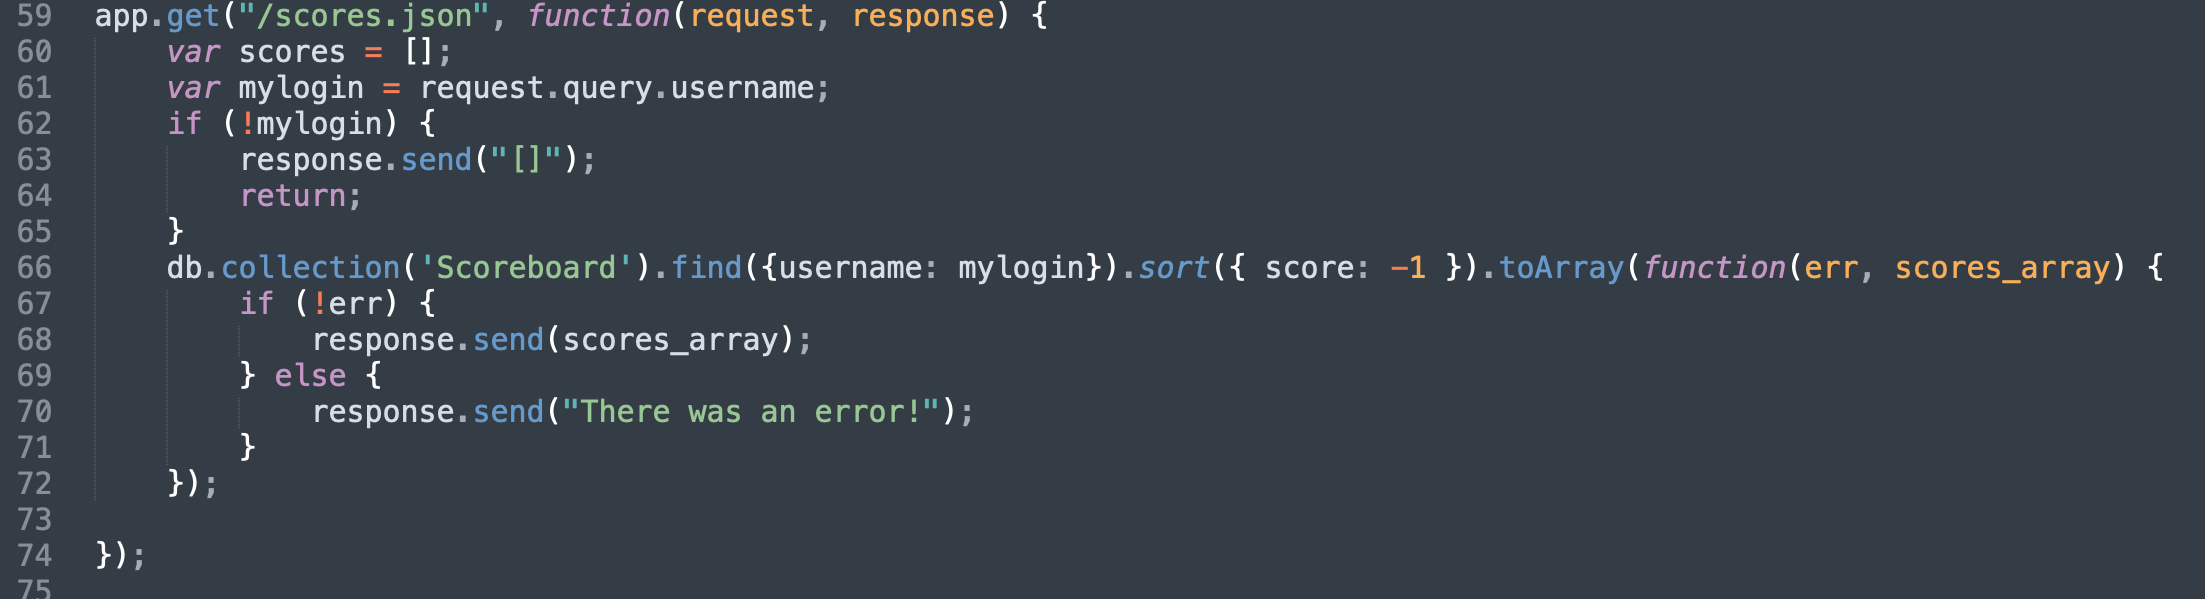 59 app.get("/scores.json", function(request, response) {
60     var scores = [];
61     var mylogin = request.query.username;
62     if (!mylogin) {
63         response.send("[]");
64         return;
65     }
66     db.collection('Scoreboard').find({username: mylogin}).sort({ score: -1 }).toArray(function(err, scores_array) {
67         if (!err) {
68             response.send(scores_array);
69         } else {
70             response.send("There was an error!");
71         }
72     });
73
74 });
75